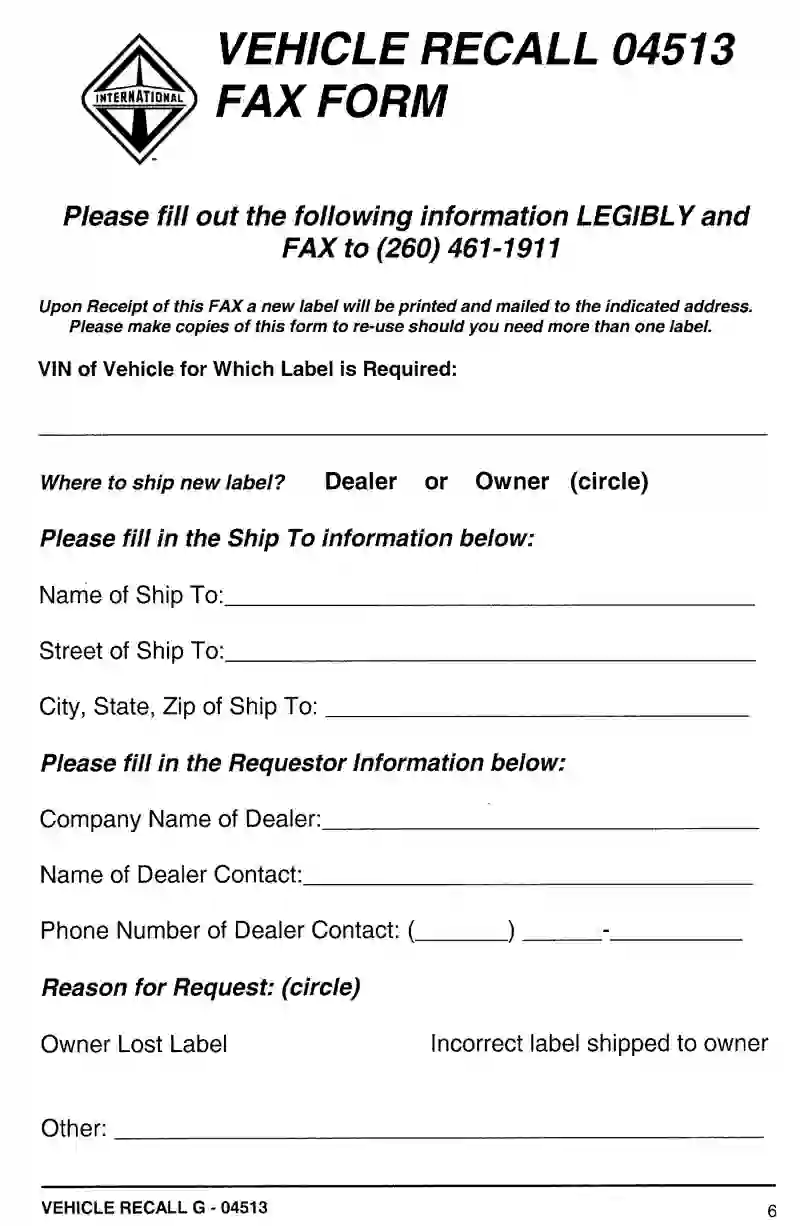 VEHICLE RECALL 04513
FAX FORM
INTERNATIONAL
Please fill out the following information LEGIBLY and
FAX to (260) 461-1911
Upon Receipt of this FAX a new label will be printed and mailed to the indicated address.
Please make copies of this form to re-use should you need more than one label.
VIN of Vehicle for Which Label is Required:
Where to ship new label? Dealer or Owner (circle)
Please fill in the Ship To information below:
Name of Ship To:
Street of Ship To:
City, State, Zip of Ship To:
Please fill in the Requestor Information below:
Company Name of Dealer:
Name of Dealer Contact:
Phone Number of Dealer Contact: ( ) -
Reason for Request: (circle)
Owner Lost Label Incorrect label shipped to owner
Other:
VEHICLE RECALL G - 04513 6